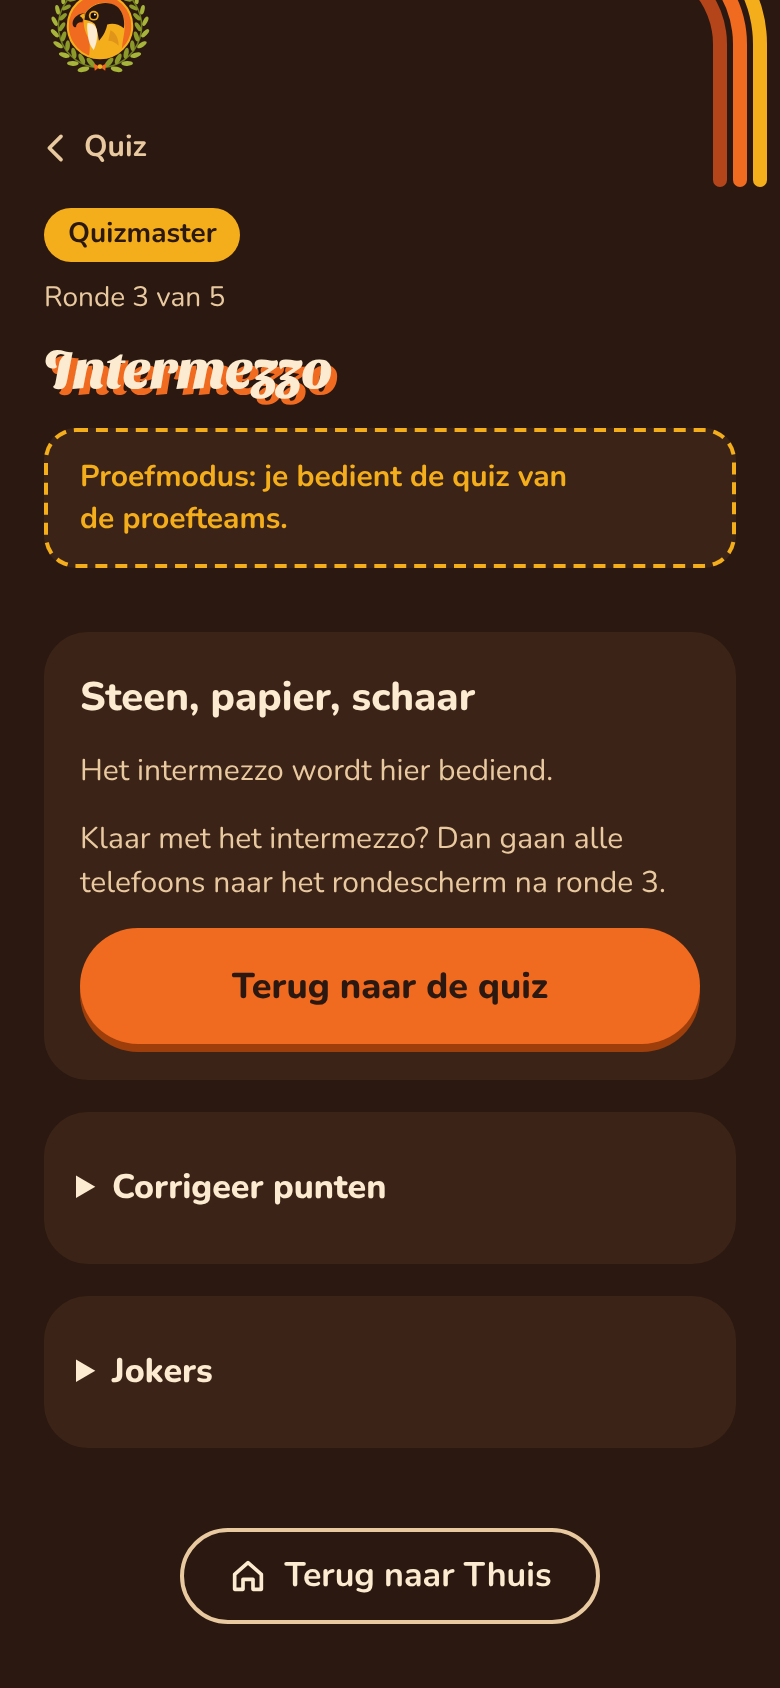 Quiz
Quizmaster
Ronde 3 van 5
Intermezzo
Proefmodus: je bedient de quiz van
de proefteams.
Steen, papier, schaar
Het intermezzo wordt hier bediend.
Klaar met het intermezzo? Dan gaan alle
telefoons naar het rondescherm na ronde 3.
Terug naar de quiz
Corrigeer punten
Jokers
Terug naar Thuis